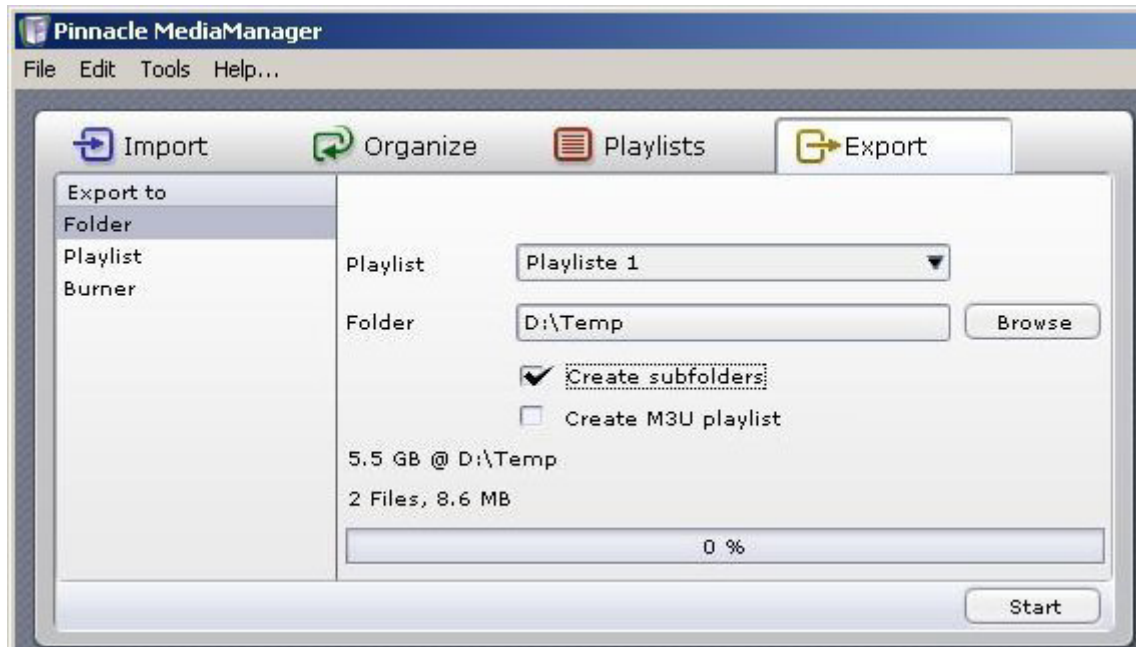 Pinnacle MediaManager
File Edit Tools Help...
Import Organize Playlists Export
Export to
Folder
Playlist
Burner
Playlist Playliste 1
Folder D:\Temp Browse
Create subfolders
Create M3U playlist
5.5 GB @ D:\Temp
2 Files, 8.6 MB
0 %
Start